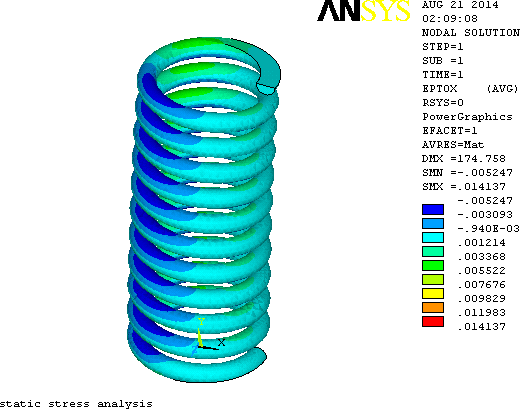 ANSYS
AUG 21 2014
02:09:08
NODAL SOLUTION
STEP=1
SUB =1
TIME=1
EPTOX (AVG)
RSYS=0
PowerGraphics
EFACET=1
AVRES=Mat
DMX =174.758
SMN =-.005247
SMX =.014137
-.005247
-.003093
-.940E-03
.001214
.003368
.005522
.007676
.009829
.011983
.014137
Y
Z X
static stress analysis